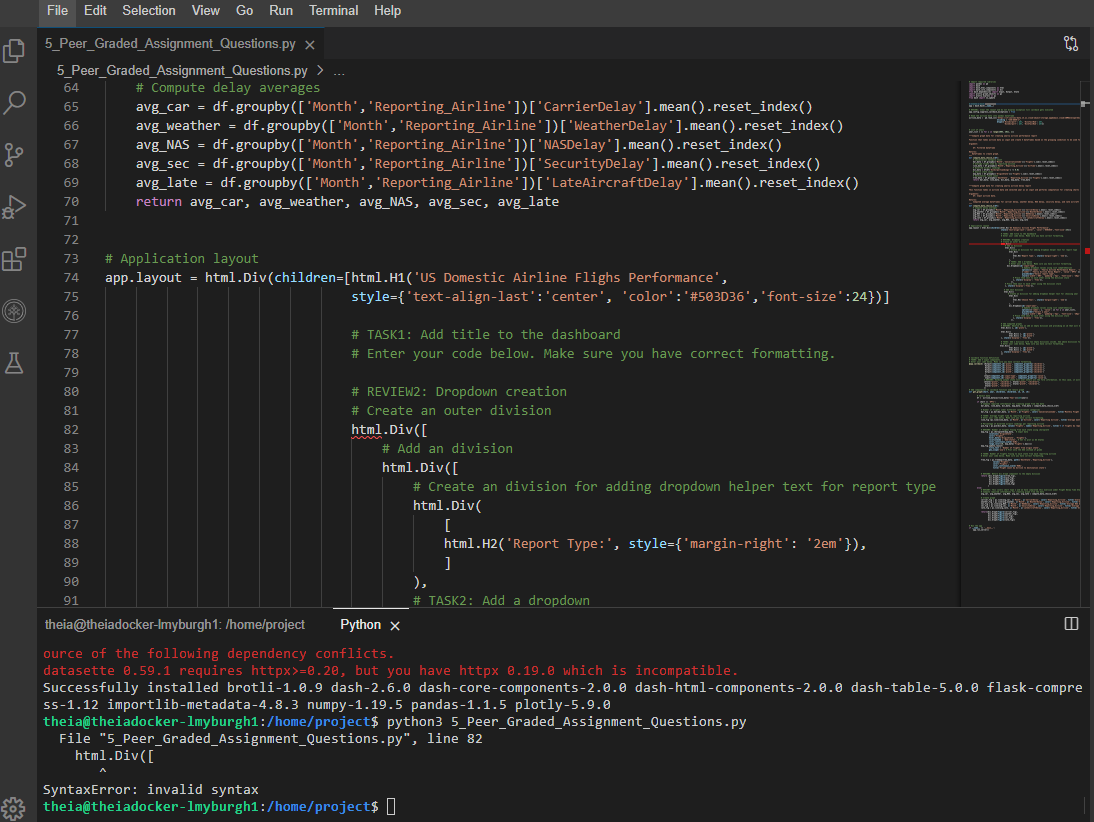 File Edit Selection View Go Run Terminal Help
5_Peer_Graded_Assignment_Questions.py ×
5_Peer_Graded_Assignment_Questions.py > ...
64 # Compute delay averages
65 avg_car = df.groupby(['Month','Reporting_Airline'])['CarrierDelay'].mean().reset_index()
66 avg_weather = df.groupby(['Month','Reporting_Airline'])['WeatherDelay'].mean().reset_index()
67 avg_NAS = df.groupby(['Month','Reporting_Airline'])['NASDelay'].mean().reset_index()
68 avg_sec = df.groupby(['Month','Reporting_Airline'])['SecurityDelay'].mean().reset_index()
69 avg_late = df.groupby(['Month','Reporting_Airline'])['LateAircraftDelay'].mean().reset_index()
70 return avg_car, avg_weather, avg_NAS, avg_sec, avg_late
71
72
73 # Application layout
74 app.layout = html.Div(children=[html.H1('US Domestic Airline Flighs Performance',
75 style={'text-align-last':'center', 'color':'#503D36','font-size':24})]
76
77 # TASK1: Add title to the dashboard
78 # Enter your code below. Make sure you have correct formatting.
79
80 # REVIEW2: Dropdown creation
81 # Create an outer division
82 html.Div([
83 # Add an division
84 html.Div([
85 # Create an division for adding dropdown helper text for report type
86 html.Div(
87 [
88 html.H2('Report Type:', style={'margin-right': '2em'}),
89 ]
90 ),
91 # TASK2: Add a dropdown
theia@theiadocker-lmyburgh1: /home/project Python ×
ource of the following dependency conflicts.
datasette 0.59.1 requires httpx>=0.20, but you have httpx 0.19.0 which is incompatible.
Successfully installed brotli-1.0.9 dash-2.6.0 dash-core-components-2.0.0 dash-html-components-2.0.0 dash-table-5.0.0 flask-compre
ss-1.12 importlib-metadata-4.8.3 numpy-1.19.5 pandas-1.1.5 plotly-5.9.0
theia@theiadocker-lmyburgh1:/home/project$ python3 5_Peer_Graded_Assignment_Questions.py
File "5_Peer_Graded_Assignment_Questions.py", line 82
html.Div([
^
SyntaxError: invalid syntax
theia@theiadocker-lmyburgh1:/home/project$